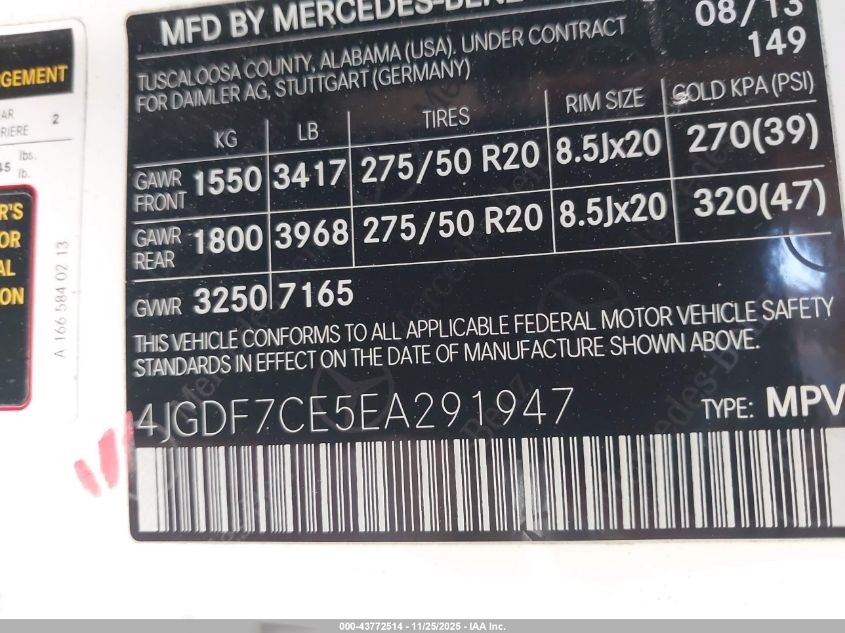 MFD BY MERCEDES-BENZ
08/13
149
TUSCALOOSA COUNTY, ALABAMA (USA). UNDER CONTRACT
FOR DAIMLER AG, STUTTGART (GERMANY)
KG LB TIRES RIM SIZE COLD KPA (PSI)
GAWR FRONT 1550 3417 275/50 R20 8.5Jx20 270(39)
GAWR REAR 1800 3968 275/50 R20 8.5Jx20 320(47)
GVWR 3250 7165
THIS VEHICLE CONFORMS TO ALL APPLICABLE FEDERAL MOTOR VEHICLE SAFETY
STANDARDS IN EFFECT ON THE DATE OF MANUFACTURE SHOWN ABOVE.
4JGDF7CE5EA291947 TYPE: MPV
A 166 584 02 13
2
lbs.
lb.
000-43772514 - 11/25/2025 - IAA Inc.